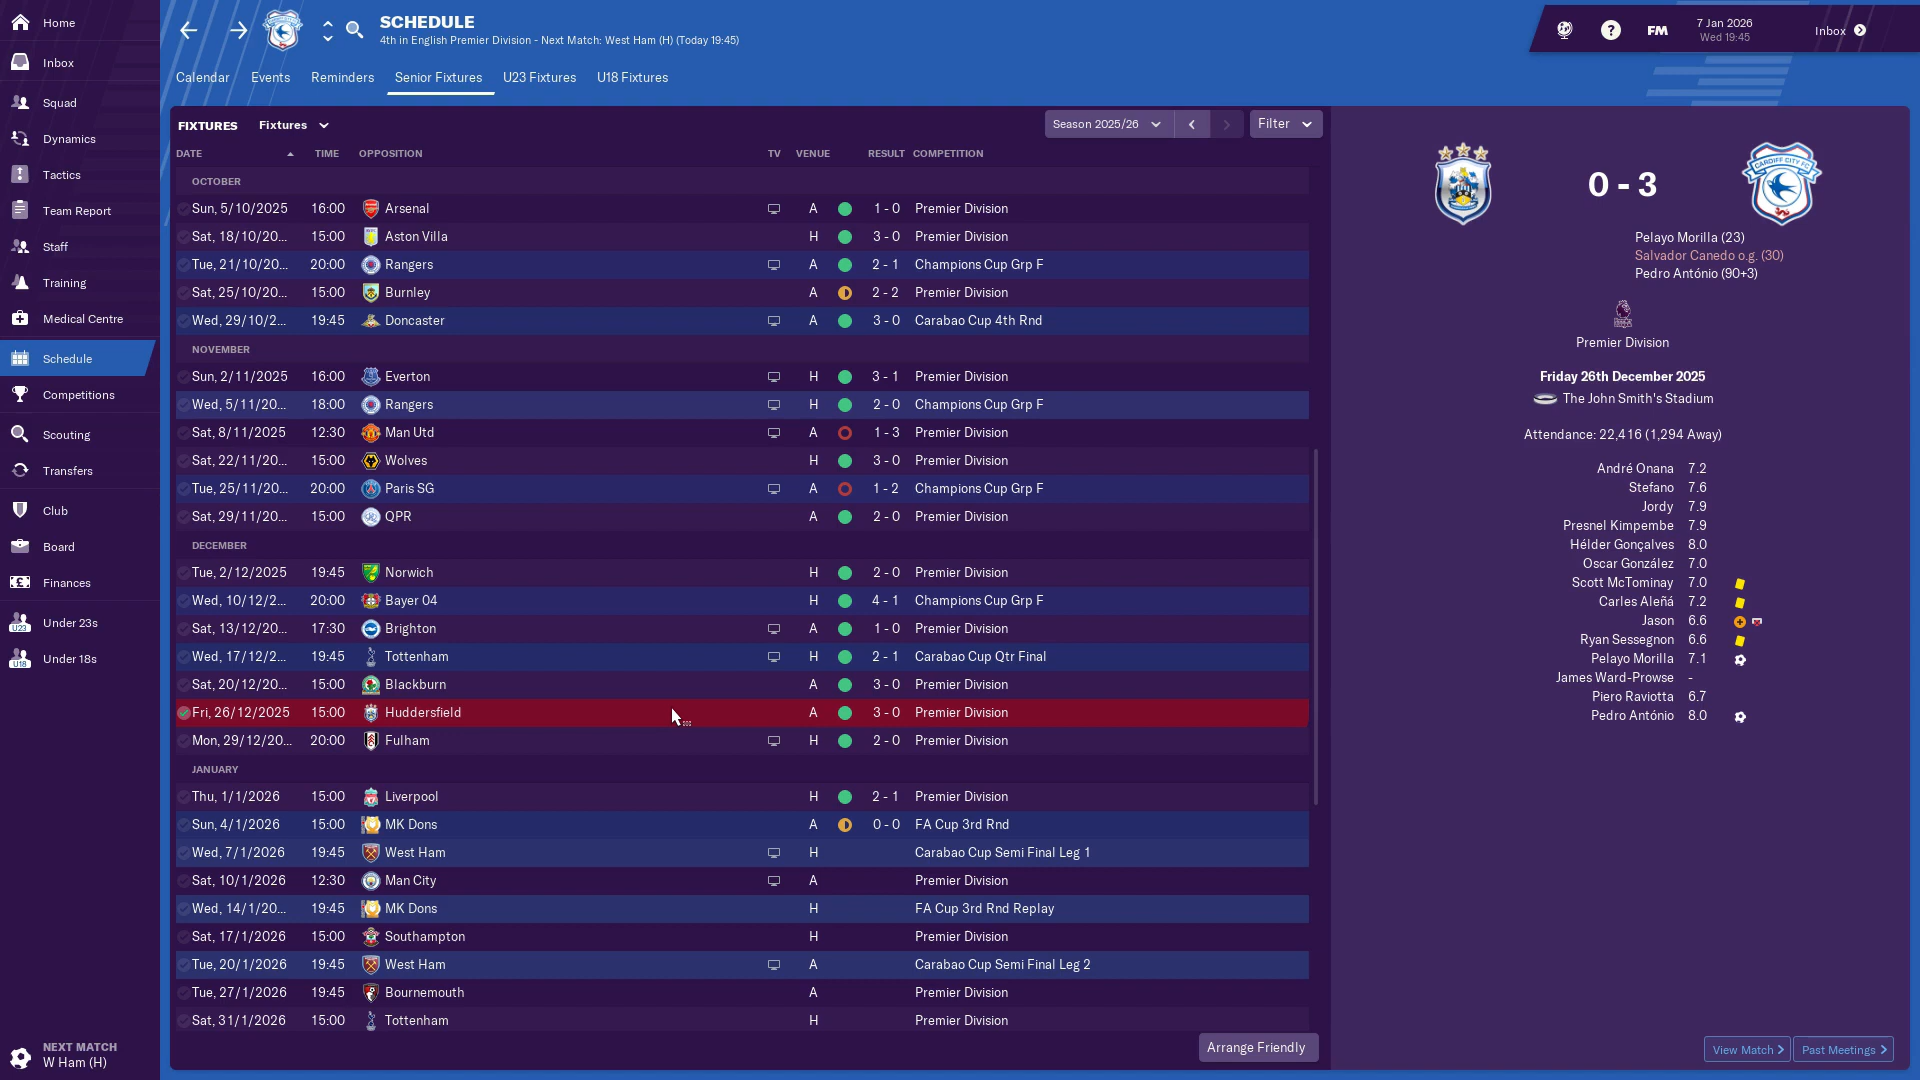 Home
Inbox
Squad
Dynamics
Tactics
Team Report
Staff
Training
Medical Centre
Schedule
Competitions
Scouting
Transfers
Club
Board
Finances
U23 Under 23s
U18 Under 18s
NEXT MATCH
W Ham (H)
SCHEDULE
4th in English Premier Division - Next Match: West Ham (H) (Today 19:45)
? FM 7 Jan 2026 Inbox
Wed 19:45
Calendar Events Reminders Senior Fixtures U23 Fixtures U18 Fixtures
FIXTURES Fixtures Season 2025/26 Filter
DATE TIME OPPOSITION TV VENUE RESULT COMPETITION
OCTOBER
Sun, 5/10/2025 16:00 Arsenal A 1 - 0 Premier Division
Sat, 18/10/20... 15:00 Aston Villa H 3 - 0 Premier Division
Tue, 21/10/20... 20:00 Rangers A 2 - 1 Champions Cup Grp F
Sat, 25/10/20... 15:00 Burnley A 2 - 2 Premier Division
Wed, 29/10/2... 19:45 Doncaster A 3 - 0 Carabao Cup 4th Rnd
NOVEMBER
Sun, 2/11/2025 16:00 Everton H 3 - 1 Premier Division
Wed, 5/11/20... 18:00 Rangers H 2 - 0 Champions Cup Grp F
Sat, 8/11/2025 12:30 Man Utd A 1 - 3 Premier Division
Sat, 22/11/20... 15:00 Wolves H 3 - 0 Premier Division
Tue, 25/11/20... 20:00 Paris SG A 1 - 2 Champions Cup Grp F
Sat, 29/11/20... 15:00 QPR A 2 - 0 Premier Division
DECEMBER
Tue, 2/12/2025 19:45 Norwich H 2 - 0 Premier Division
Wed, 10/12/2... 20:00 Bayer 04 H 4 - 1 Champions Cup Grp F
Sat, 13/12/20... 17:30 Brighton A 1 - 0 Premier Division
Wed, 17/12/2... 19:45 Tottenham H 2 - 1 Carabao Cup Qtr Final
Sat, 20/12/20... 15:00 Blackburn A 3 - 0 Premier Division
Fri, 26/12/2025 15:00 Huddersfield A 3 - 0 Premier Division
Mon, 29/12/20... 20:00 Fulham H 2 - 0 Premier Division
JANUARY
Thu, 1/1/2026 15:00 Liverpool H 2 - 1 Premier Division
Sun, 4/1/2026 15:00 MK Dons A 0 - 0 FA Cup 3rd Rnd
Wed, 7/1/2026 19:45 West Ham H Carabao Cup Semi Final Leg 1
Sat, 10/1/2026 12:30 Man City A Premier Division
Wed, 14/1/20... 19:45 MK Dons H FA Cup 3rd Rnd Replay
Sat, 17/1/2026 15:00 Southampton H Premier Division
Tue, 20/1/2026 19:45 West Ham A Carabao Cup Semi Final Leg 2
Tue, 27/1/2026 19:45 Bournemouth A Premier Division
Sat, 31/1/2026 15:00 Tottenham H Premier Division
Arrange Friendly
0 - 3
CARDIFF CITY FC
Pelayo Morilla (23)
Salvador Canedo o.g. (30)
Pedro António (90+3)
Premier Division
Friday 26th December 2025
The John Smith's Stadium
Attendance: 22,416 (1,294 Away)
André Onana 7.2
Stefano 7.6
Jordy 7.9
Presnel Kimpembe 7.9
Hélder Gonçalves 8.0
Oscar González 7.0
Scott McTominay 7.0
Carles Aleñá 7.2
Jason 6.6
Ryan Sessegnon 6.6
Pelayo Morilla 7.1
James Ward-Prowse -
Piero Raviotta 6.7
Pedro António 8.0
View Match Past Meetings